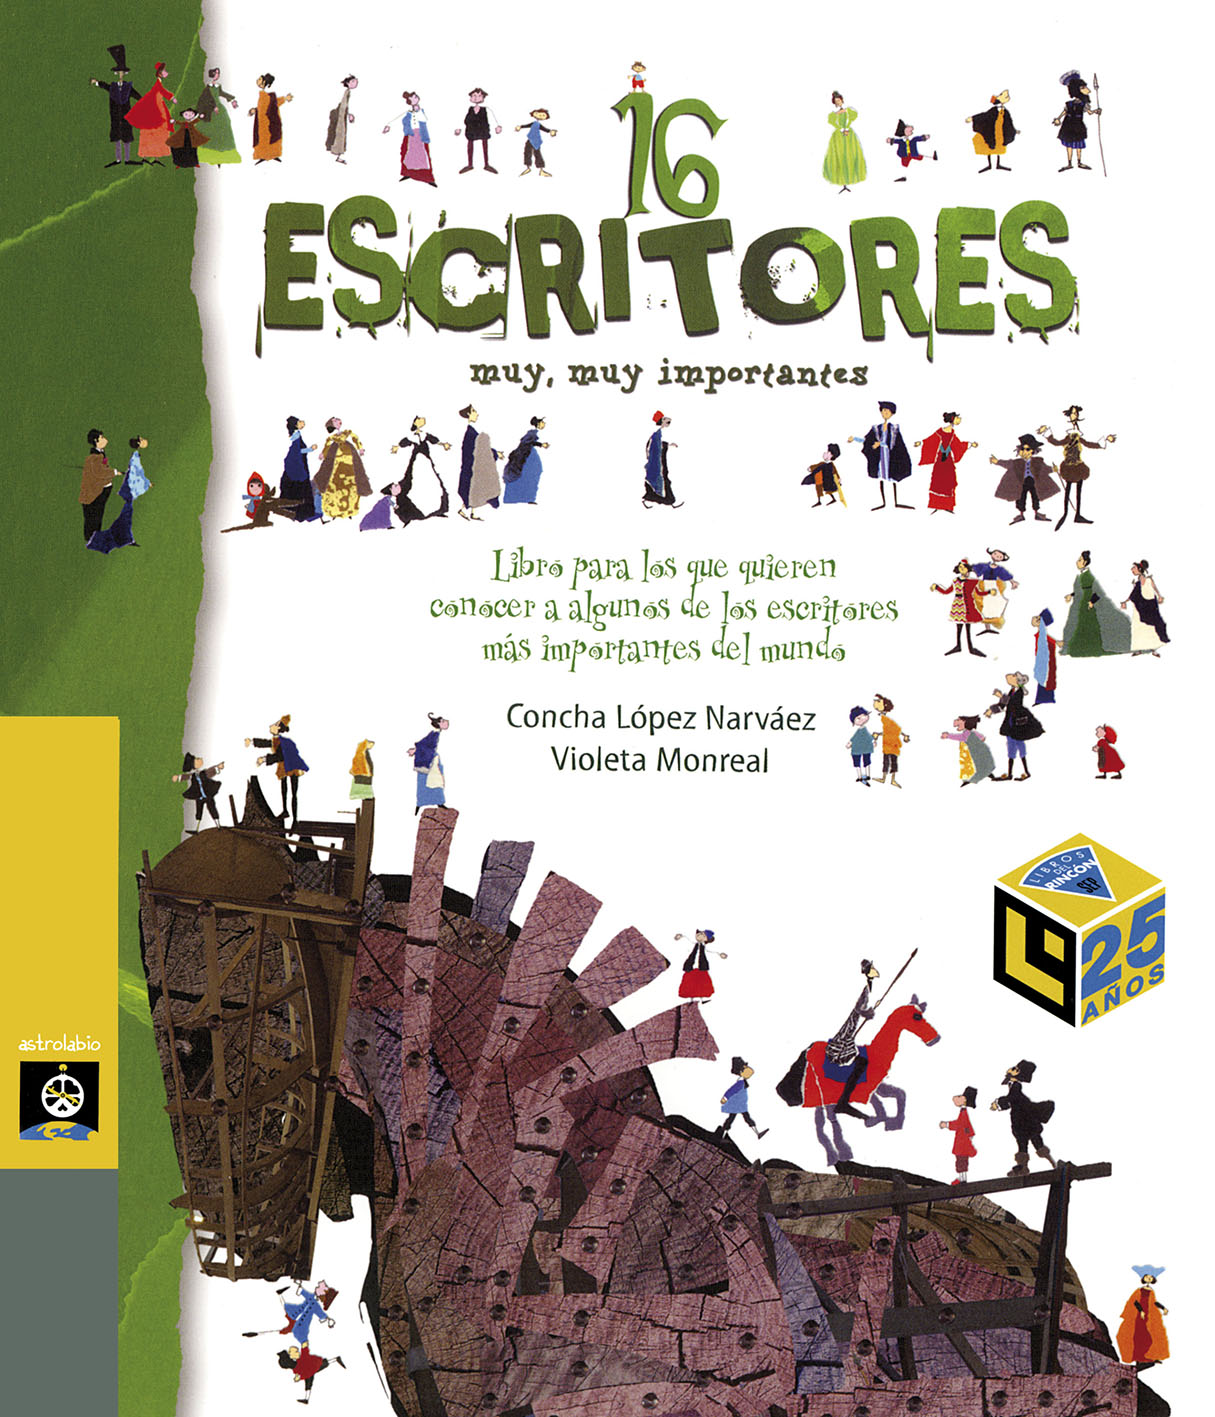 16
ESCRITORES
muy, muy importantes
Libro para los que quieren
conocer a algunos de los escritores
más importantes del mundo
Concha López Narváez
Violeta Monreal
LIBROS
DEL
RINCÓN
SEP
25
AÑOS
astrolabio